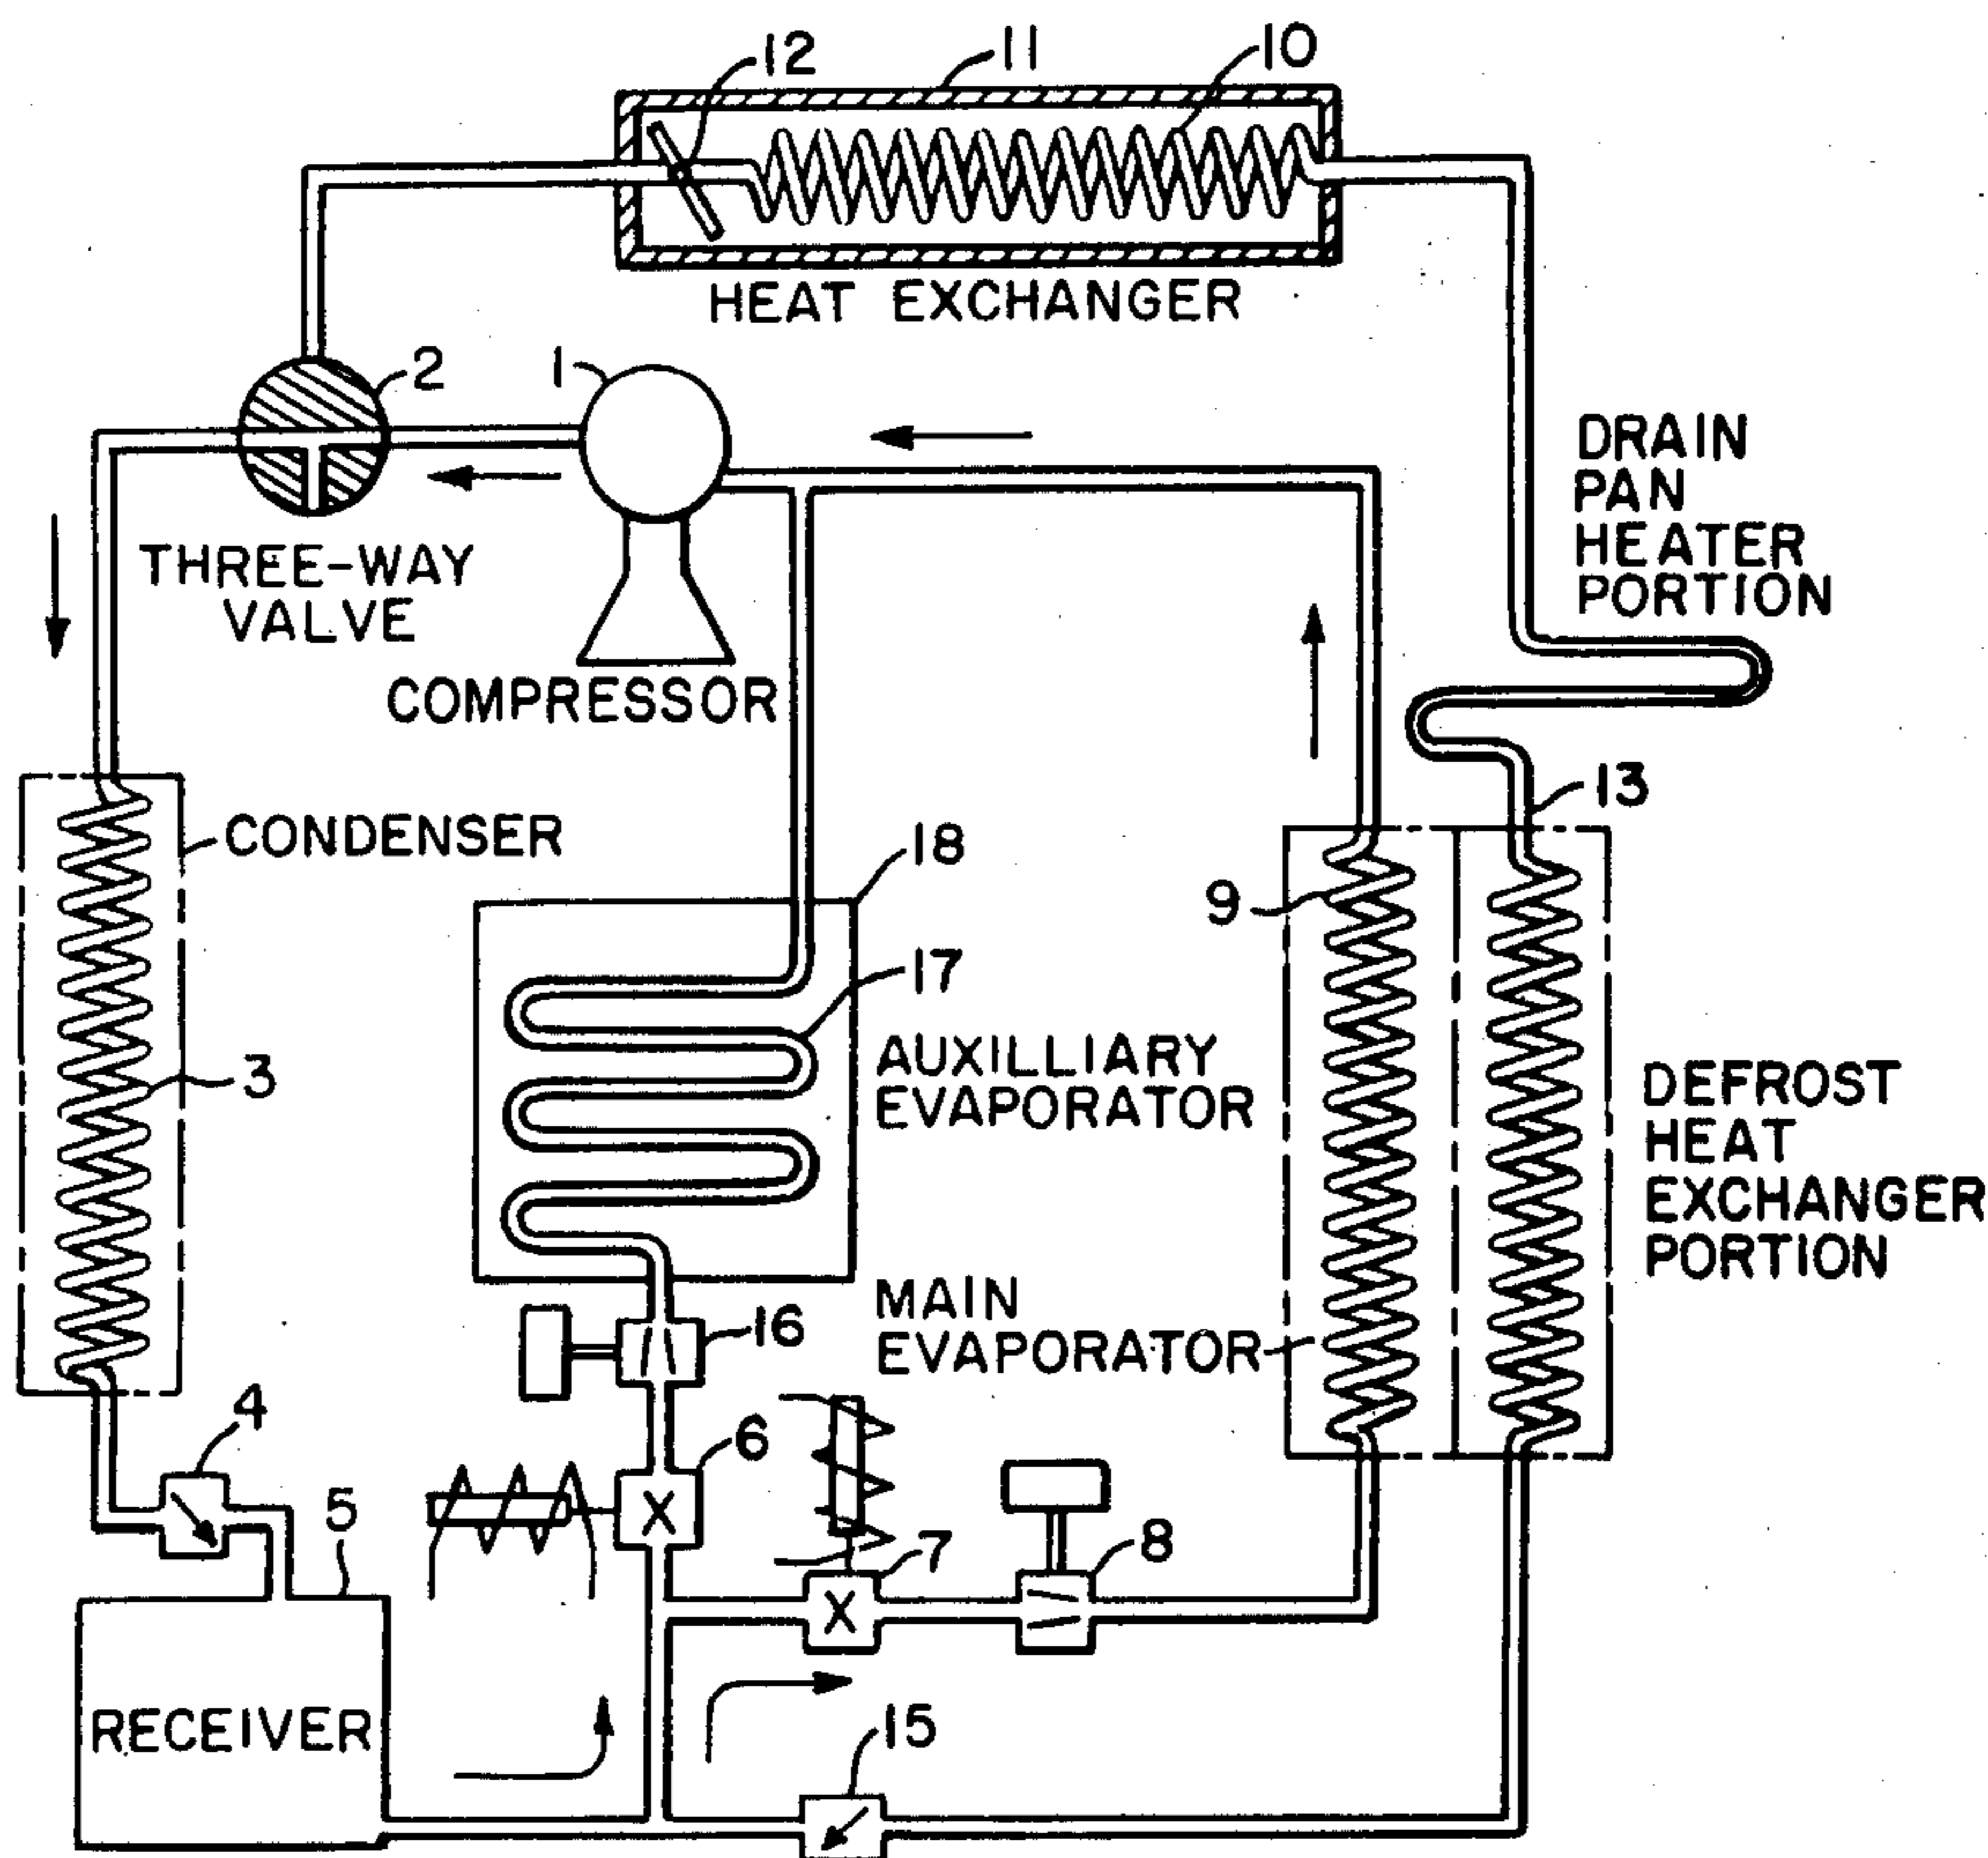 12
11
10
HEAT EXCHANGER
2
1
DRAIN
PAN
HEATER
PORTION
THREE-WAY
VALVE
COMPRESSOR
13
CONDENSER
18
9
17
AUXILLIARY
EVAPORATOR
3
DEFROST
HEAT
EXCHANGER
PORTION
MAIN
EVAPORATOR
16
4
6
5
7
8
X
X
RECEIVER
15